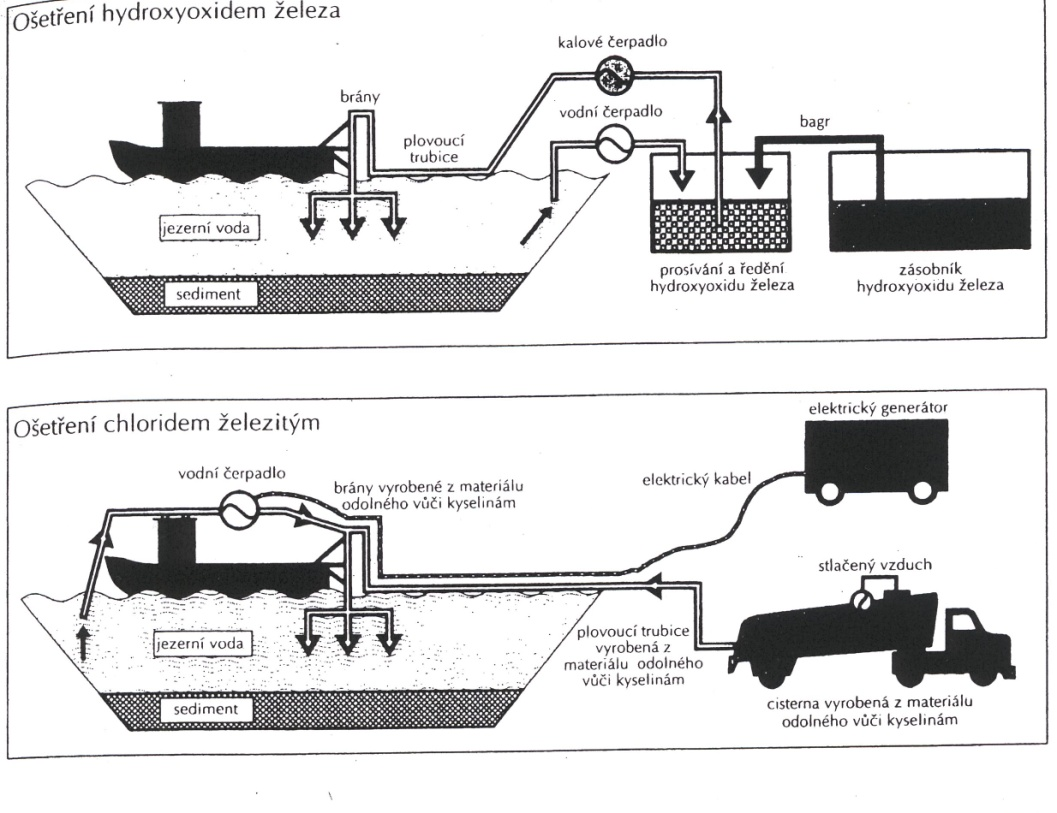 Ošetření hydroxyoxidem železa
kalové čerpadlo
brány
vodní čerpadlo
plovoucí
trubice
bagr
jezerní voda
sediment
prosívání a ředění
hydroxyoxidu železa
zásobník
hydroxyoxidu železa
Ošetření chloridem železitým
elektrický generátor
vodní čerpadlo
brány vyrobené z materiálu
odolného vůči kyselinám
elektrický kabel
stlačený vzduch
jezerní voda
plovoucí trubice
vyrobená z
materiálu odolného
vůči kyselinám
sediment
cisterna vyrobená z materiálu
odolného vůči kyselinám